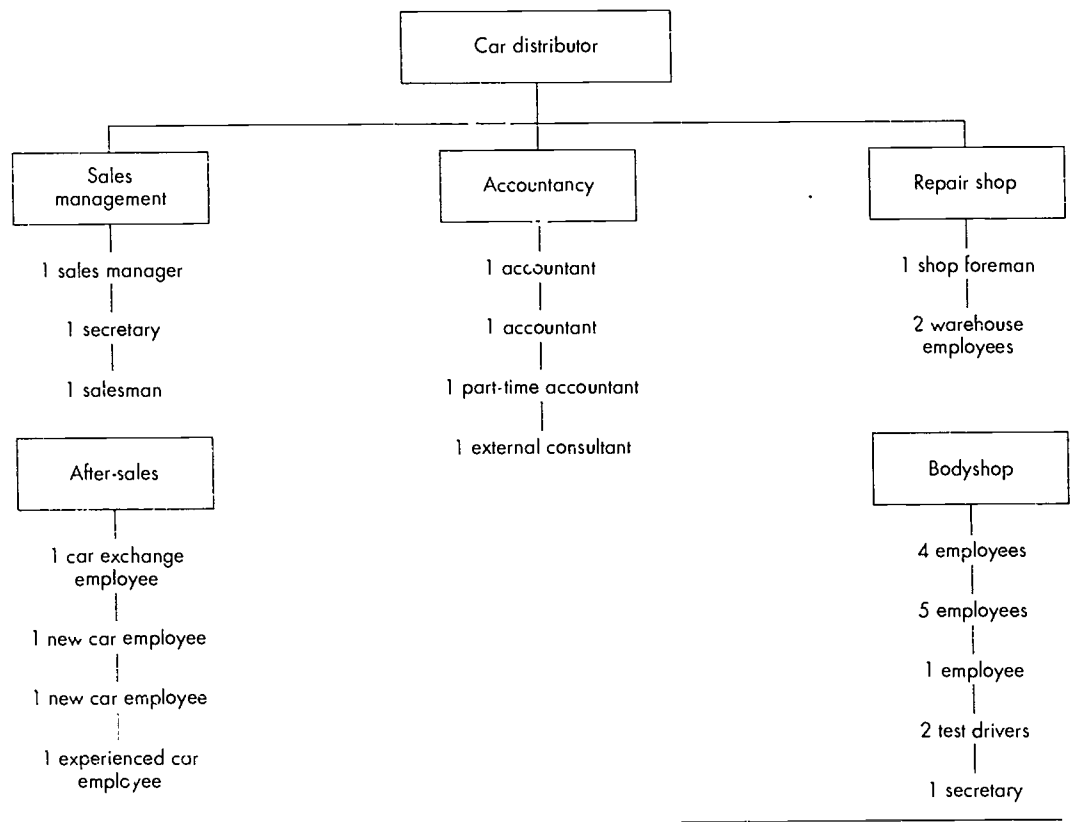 Car distributor
Sales
management
1 sales manager
1 secretary
1 salesman
After-sales
1 car exchange
employee
1 new car employee
1 new car employee
1 experienced car
employee
Accountancy
1 accountant
1 accountant
1 part-time accountant
1 external consultant
Repair shop
1 shop foreman
2 warehouse
employees
Bodyshop
4 employees
5 employees
1 employee
2 test drivers
1 secretary